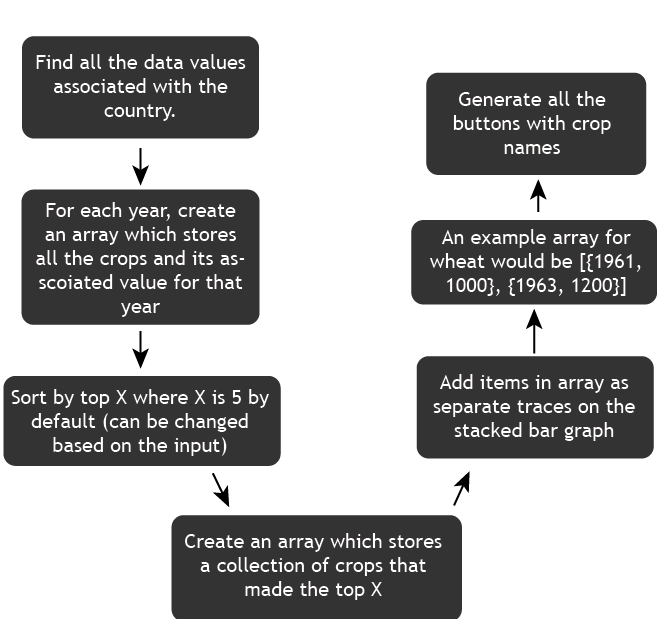 Find all the data values
associated with the
country.
For each year, create
an array which stores
all the crops and its as-
scoiated value for that
year
Sort by top X where X is 5 by
default (can be changed
based on the input)
Create an array which stores
a collection of crops that
made the top X
Add items in array as
separate traces on the
stacked bar graph
An example array for
wheat would be [{1961,
1000}, {1963, 1200}]
Generate all the
buttons with crop
names